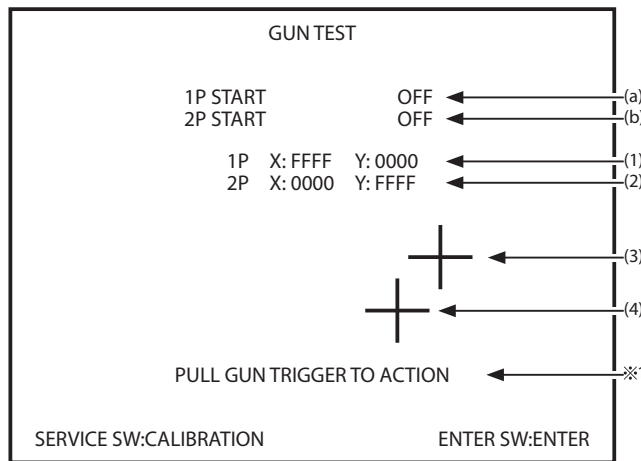 GUN TEST
1P START OFF (a)
2P START OFF (b)
1P X: FFFF Y: 0000 (1)
2P X: 0000 Y: FFFF (2)
(3)
(4)
PULL GUN TRIGGER TO ACTION ※1
SERVICE SW:CALIBRATION ENTER SW:ENTER